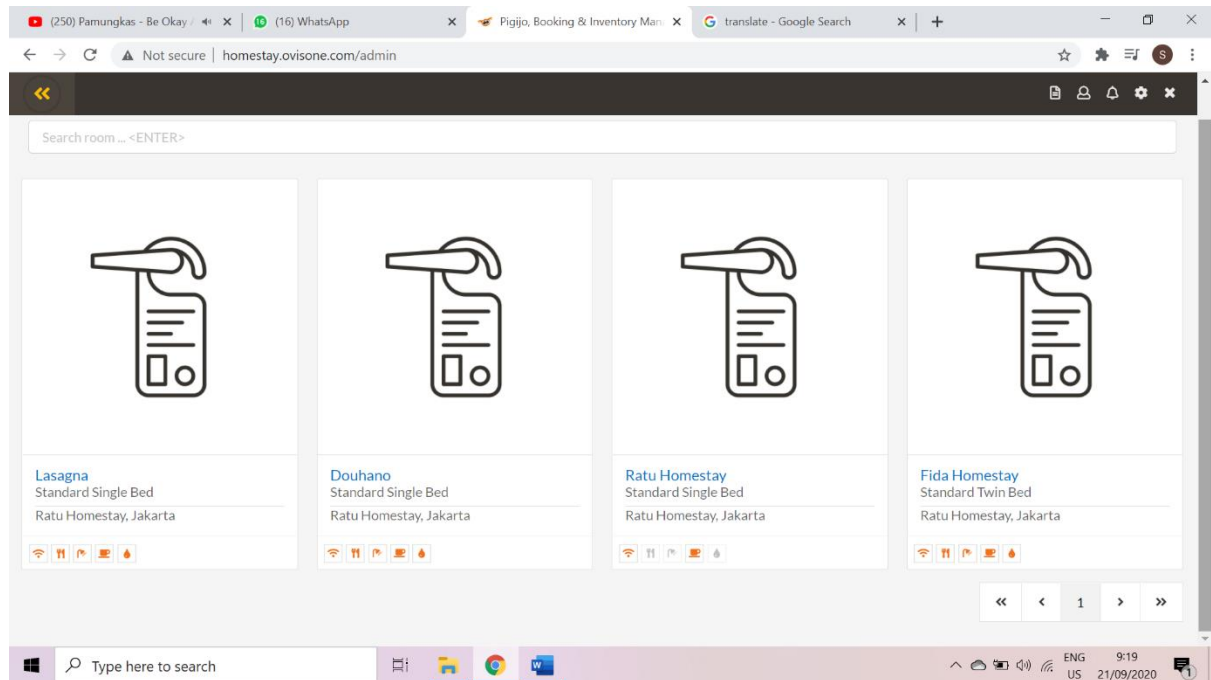 (250) Pamungkas - Be Okay /
(16) WhatsApp
Pigijo, Booking & Inventory Man
translate - Google Search
Not secure | homestay.ovisone.com/admin
S
Search room ... <ENTER>
Lasagna
Standard Single Bed
Ratu Homestay, Jakarta
Douhano
Standard Single Bed
Ratu Homestay, Jakarta
Ratu Homestay
Standard Single Bed
Ratu Homestay, Jakarta
Fida Homestay
Standard Twin Bed
Ratu Homestay, Jakarta
« ‹ 1 › »
Type here to search
ENG
US
9:19
21/09/2020
1